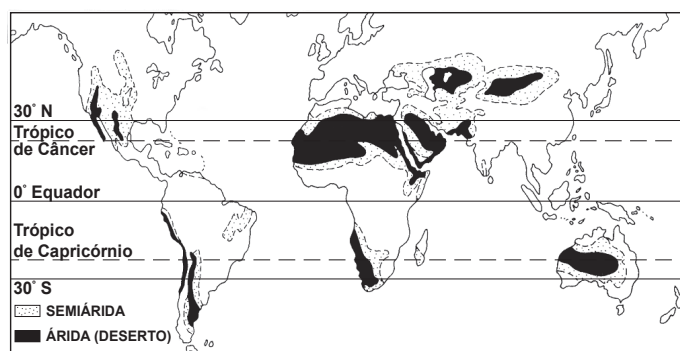 30° N
Trópico
de Câncer
0° Equador
Trópico
de Capricórnio
30° S
SEMIÁRIDA
ÁRIDA (DESERTO)